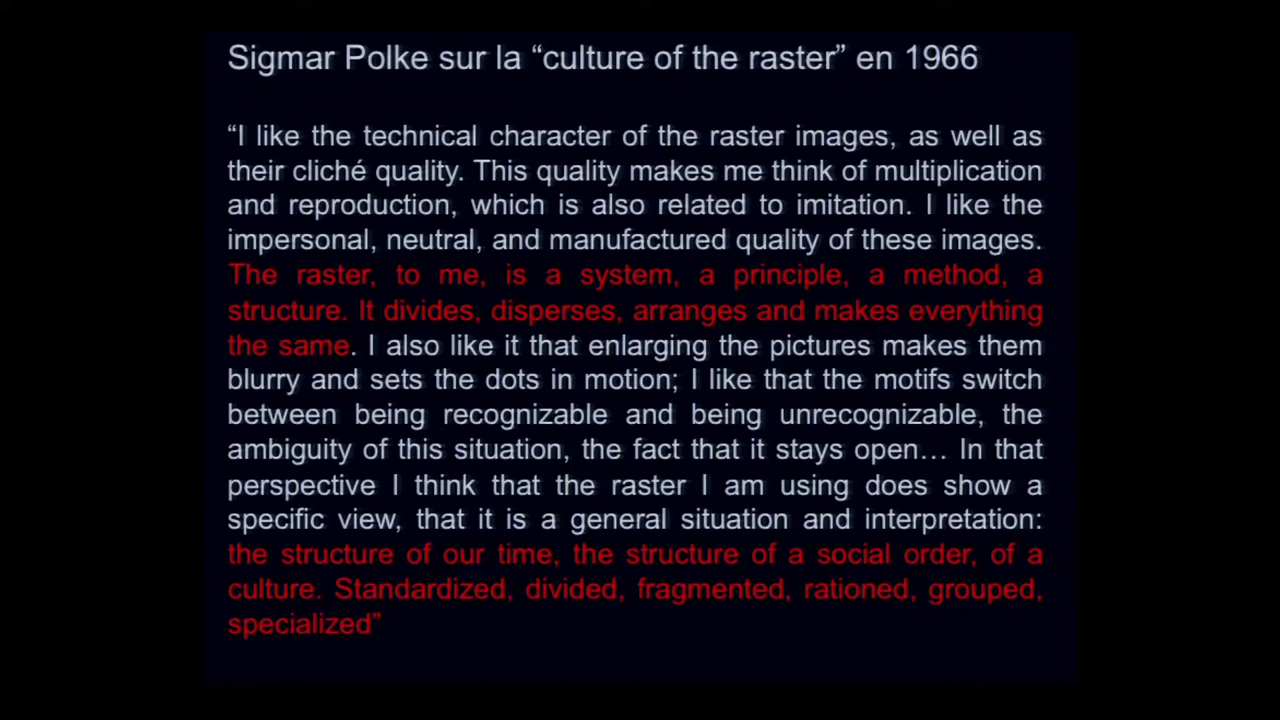 Sigmar Polke sur la “culture of the raster” en 1966
“I like the technical character of the raster images, as well as
their cliché quality. This quality makes me think of multiplication
and reproduction, which is also related to imitation. I like the
impersonal, neutral, and manufactured quality of these images.
The raster, to me, is a system, a principle, a method, a
structure. It divides, disperses, arranges and makes everything
the same. I also like it that enlarging the pictures makes them
blurry and sets the dots in motion; I like that the motifs switch
between being recognizable and being unrecognizable, the
ambiguity of this situation, the fact that it stays open… In that
perspective I think that the raster I am using does show a
specific view, that it is a general situation and interpretation:
the structure of our time, the structure of a social order, of a
culture. Standardized, divided, fragmented, rationed, grouped,
specialized”